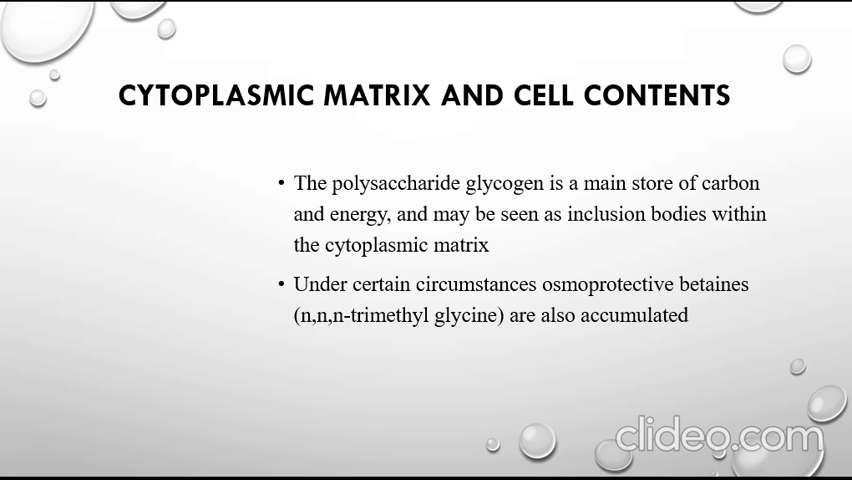 CYTOPLASMIC MATRIX AND CELL CONTENTS
• The polysaccharide glycogen is a main store of carbon
and energy, and may be seen as inclusion bodies within
the cytoplasmic matrix
• Under certain circumstances osmoprotective betaines
(n,n,n-trimethyl glycine) are also accumulated
clideo.com